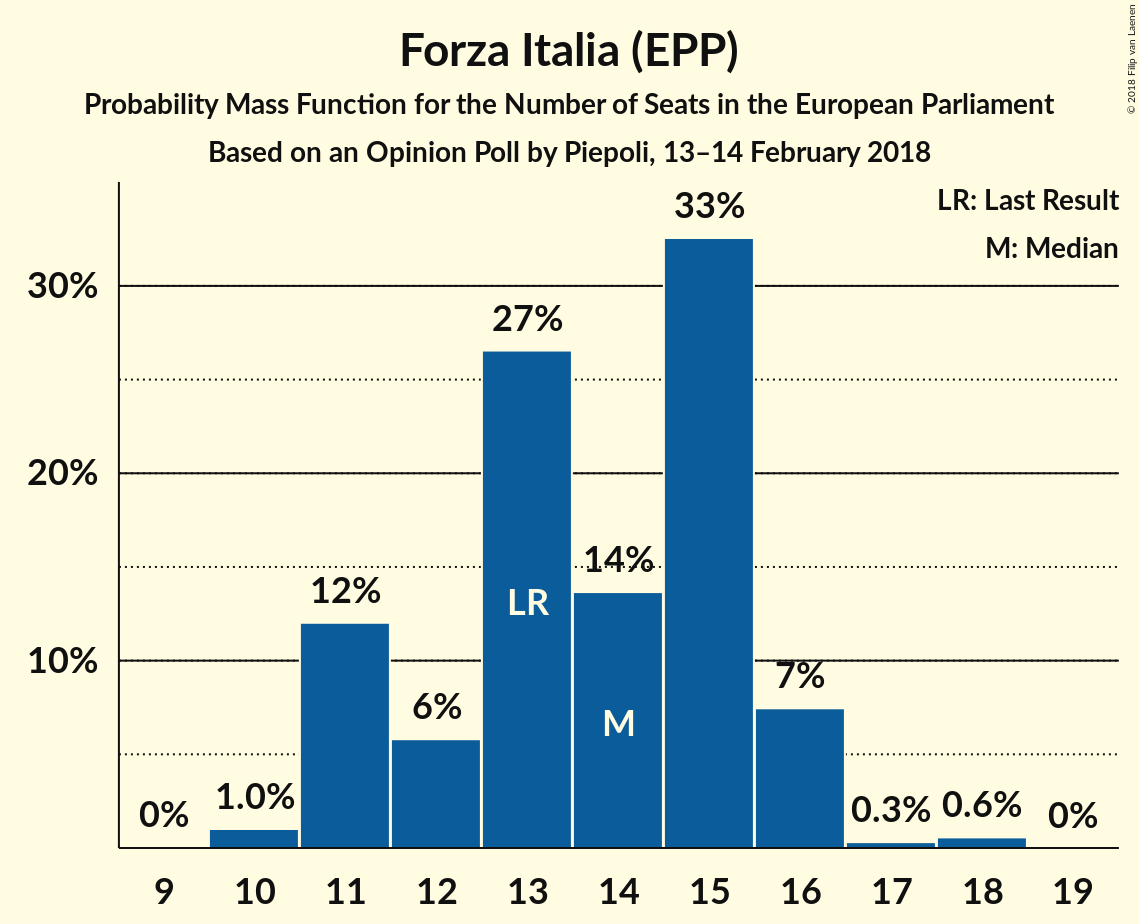 Forza Italia (EPP)
Probability Mass Function for the Number of Seats in the European Parliament
Based on an Opinion Poll by Piepoli, 13–14 February 2018
© 2018 Filip van Laenen
LR: Last Result
M: Median
30%
20%
10%
0%
1.0%
12%
6%
27%
14%
33%
7%
0.3%
0.6%
0%
LR
M
9 10 11 12 13 14 15 16 17 18 19